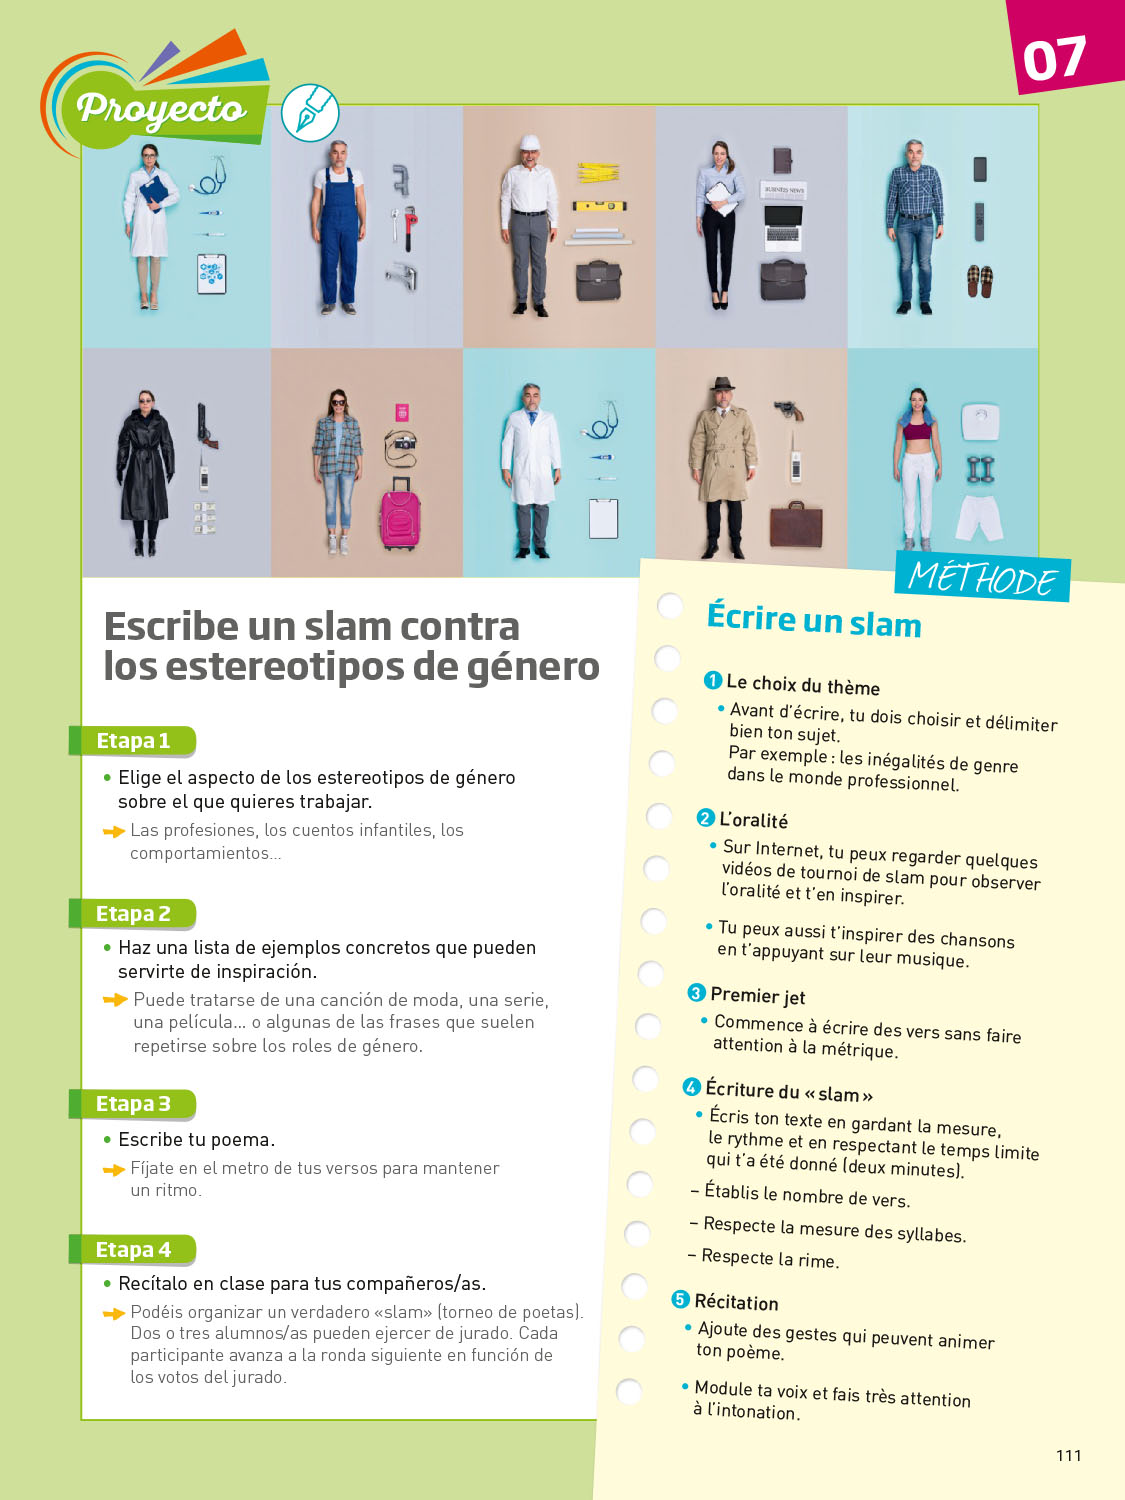 Proyecto
07
BUSINESS NEWS
Escribe un slam contra
los estereotipos de género
Etapa 1
• Elige el aspecto de los estereotipos de género
sobre el que quieres trabajar.
Las profesiones, los cuentos infantiles, los
comportamientos...
Etapa 2
• Haz una lista de ejemplos concretos que pueden
servirte de inspiración.
Puede tratarse de una canción de moda, una serie,
una película... o algunas de las frases que suelen
repetirse sobre los roles de género.
Etapa 3
• Escribe tu poema.
Fíjate en el metro de tus versos para mantener
un ritmo.
Etapa 4
• Recítalo en clase para tus compañeros/as.
Podéis organizar un verdadero «slam» (torneo de poetas).
Dos o tres alumnos/as pueden ejercer de jurado. Cada
participante avanza a la ronda siguiente en función de
los votos del jurado.
MÉTHODE
Écrire un slam
1 Le choix du thème
• Avant d'écrire, tu dois choisir et délimiter
bien ton sujet.
Par exemple : les inégalités de genre
dans le monde professionnel.
2 L'oralité
• Sur Internet, tu peux regarder quelques
vidéos de tournoi de slam pour observer
l'oralité et t'en inspirer.
• Tu peux aussi t'inspirer des chansons
en t'appuyant sur leur musique.
3 Premier jet
• Commence à écrire des vers sans faire
attention à la métrique.
4 Écriture du « slam »
• Écris ton texte en gardant la mesure,
le rythme et en respectant le temps limite
qui t'a été donné (deux minutes).
– Établis le nombre de vers.
– Respecte la mesure des syllabes.
– Respecte la rime.
5 Récitation
• Ajoute des gestes qui peuvent animer
ton poème.
• Module ta voix et fais très attention
à l'intonation.
111